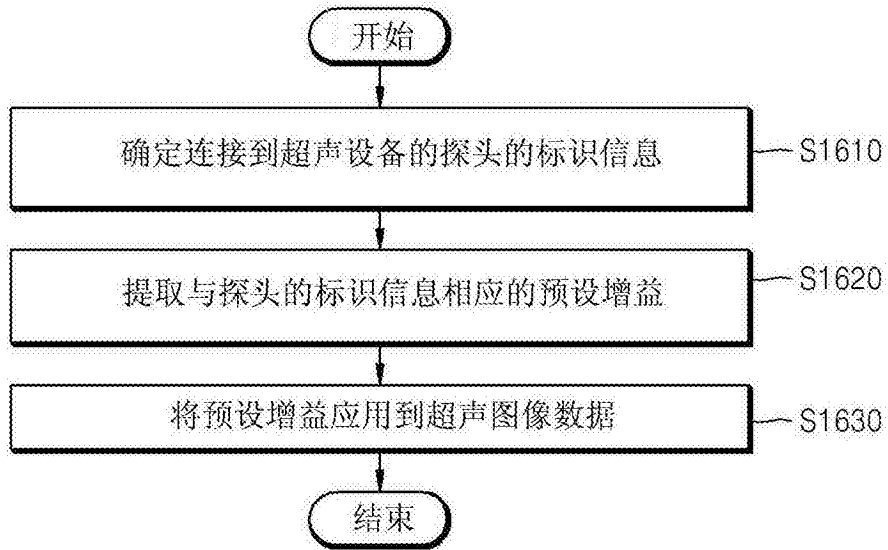 开始
确定连接到超声设备的探头的标识信息
S1610
提取与探头的标识信息相应的预设增益
S1620
将预设增益应用到超声图像数据
S1630
结束